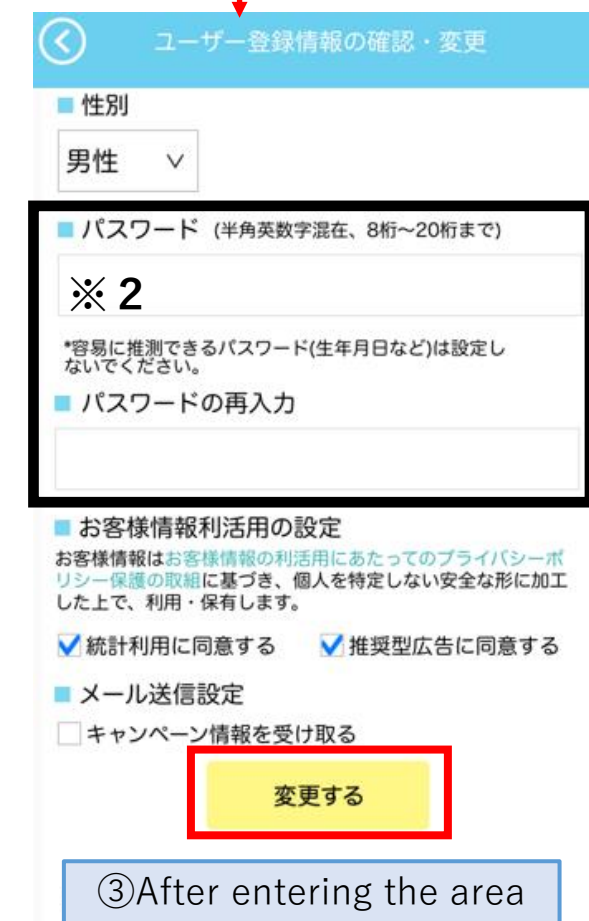 ユーザー登録情報の確認・変更
■ 性別
男性
■ パスワード (半角英数字混在、8桁～20桁まで)
※2
*容易に推測できるパスワード(生年月日など)は設定し
ないでください。
■ パスワードの再入力
■ お客様情報利活用の設定
お客様情報はお客様情報の利活用にあたってのプライバシーポ
リシー保護の取組に基づき、個人を特定しない安全な形に加工
した上で、利用・保有します。
統計利用に同意する 推奨型広告に同意する
■ メール送信設定
キャンペーン情報を受け取る
変更する
③After entering the area